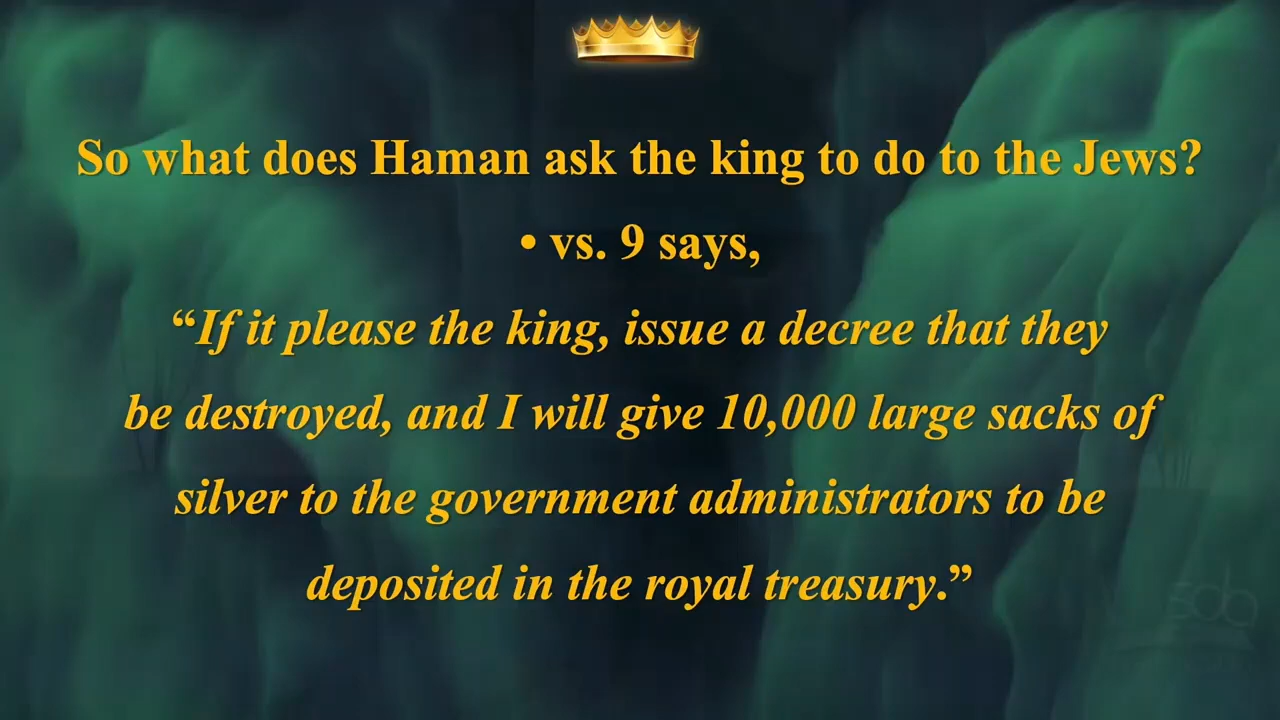 So what does Haman ask the king to do to the Jews?
• vs. 9 says,
“If it please the king, issue a decree that they
be destroyed, and I will give 10,000 large sacks of
silver to the government administrators to be
deposited in the royal treasury.”